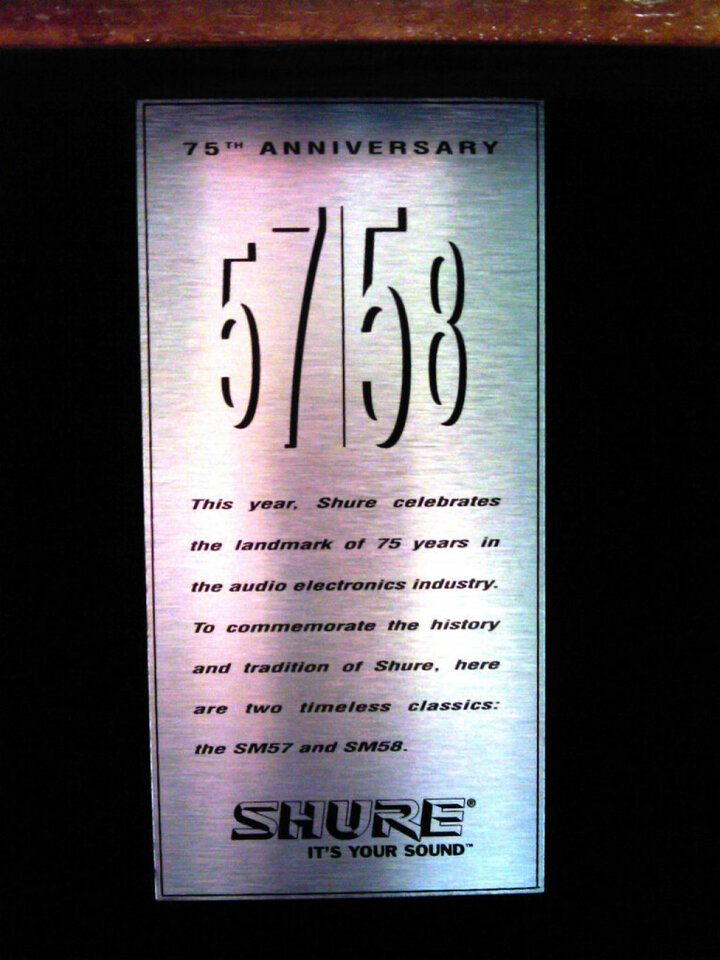 75TH ANNIVERSARY
57|58
This year, Shure celebrates
the landmark of 75 years in
the audio electronics industry.
To commemorate the history
and tradition of Shure, here
are two timeless classics:
the SM57 and SM58.
SHURE®
IT'S YOUR SOUND™